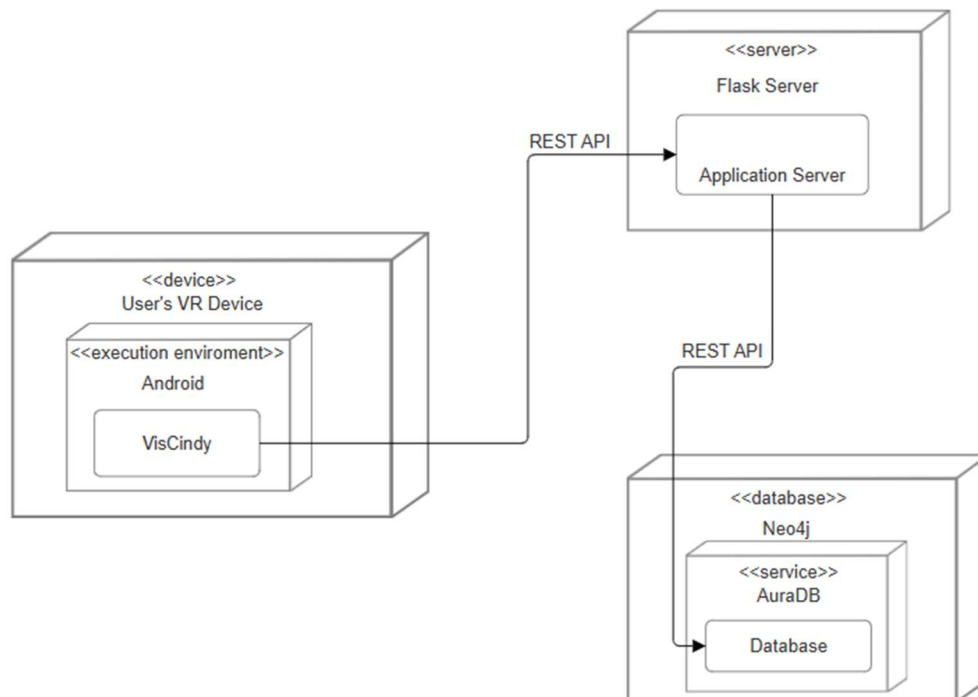 <<server>>
Flask Server
REST API
Application Server
<<device>>
User's VR Device
<<execution enviroment>>
Android
VisCindy
REST API
<<database>>
Neo4j
<<service>>
AuraDB
Database